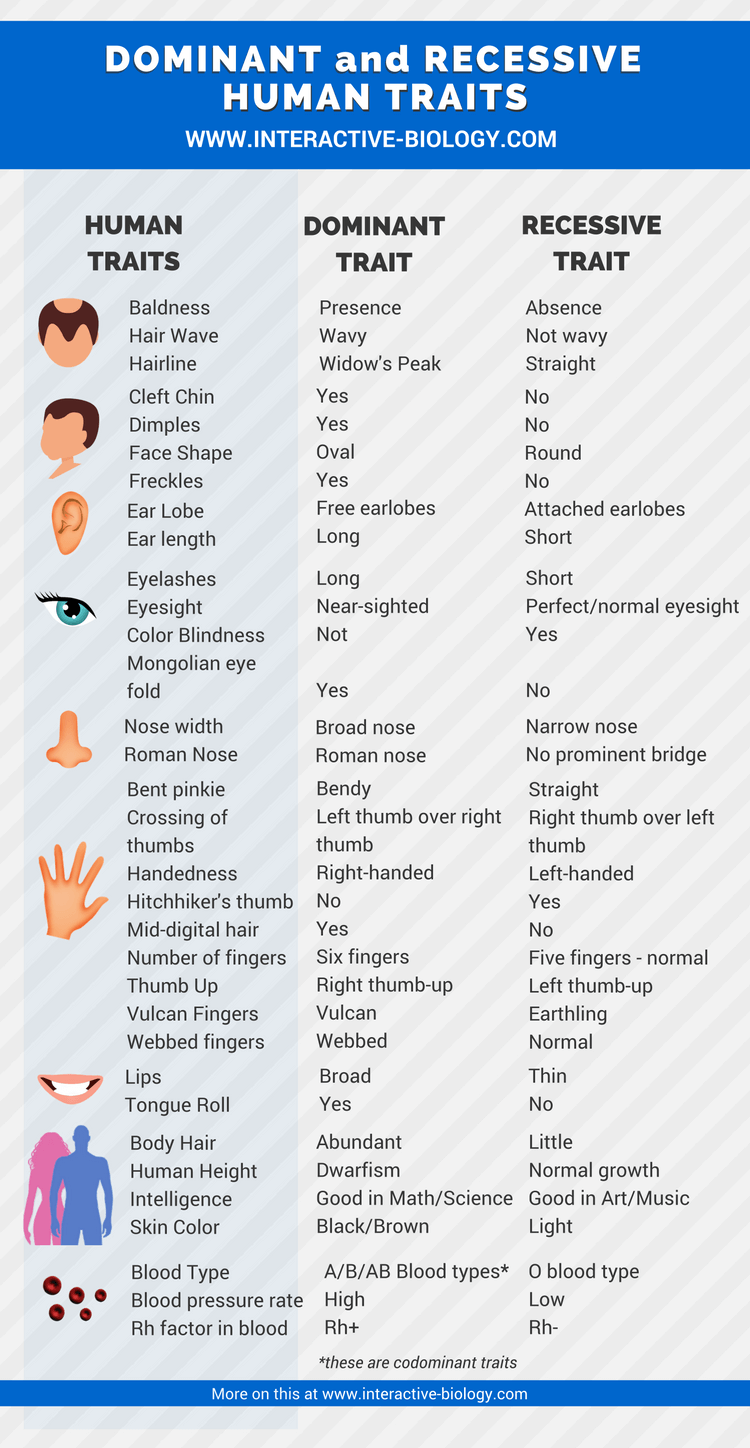 DOMINANT and RECESSIVE
HUMAN TRAITS
WWW.INTERACTIVE-BIOLOGY.COM
HUMAN TRAITS DOMINANT TRAIT RECESSIVE TRAIT
Baldness Presence Absence
Hair Wave Wavy Not wavy
Hairline Widow's Peak Straight
Cleft Chin Yes No
Dimples Yes No
Face Shape Oval Round
Freckles Yes No
Ear Lobe Free earlobes Attached earlobes
Ear length Long Short
Eyelashes Long Short
Eyesight Near-sighted Perfect/normal eyesight
Color Blindness Not Yes
Mongolian eye
fold Yes No
Nose width Broad nose Narrow nose
Roman Nose Roman nose No prominent bridge
Bent pinkie Bendy Straight
Crossing of Left thumb over right Right thumb over left
thumbs thumb thumb
Handedness Right-handed Left-handed
Hitchhiker's thumb No Yes
Mid-digital hair Yes No
Number of fingers Six fingers Five fingers - normal
Thumb Up Right thumb-up Left thumb-up
Vulcan Fingers Vulcan Earthling
Webbed fingers Webbed Normal
Lips Broad Thin
Tongue Roll Yes No
Body Hair Abundant Little
Human Height Dwarfism Normal growth
Intelligence Good in Math/Science Good in Art/Music
Skin Color Black/Brown Light
Blood Type A/B/AB Blood types* O blood type
Blood pressure rate High Low
Rh factor in blood Rh+ Rh-
*these are codominant traits
More on this at www.interactive-biology.com